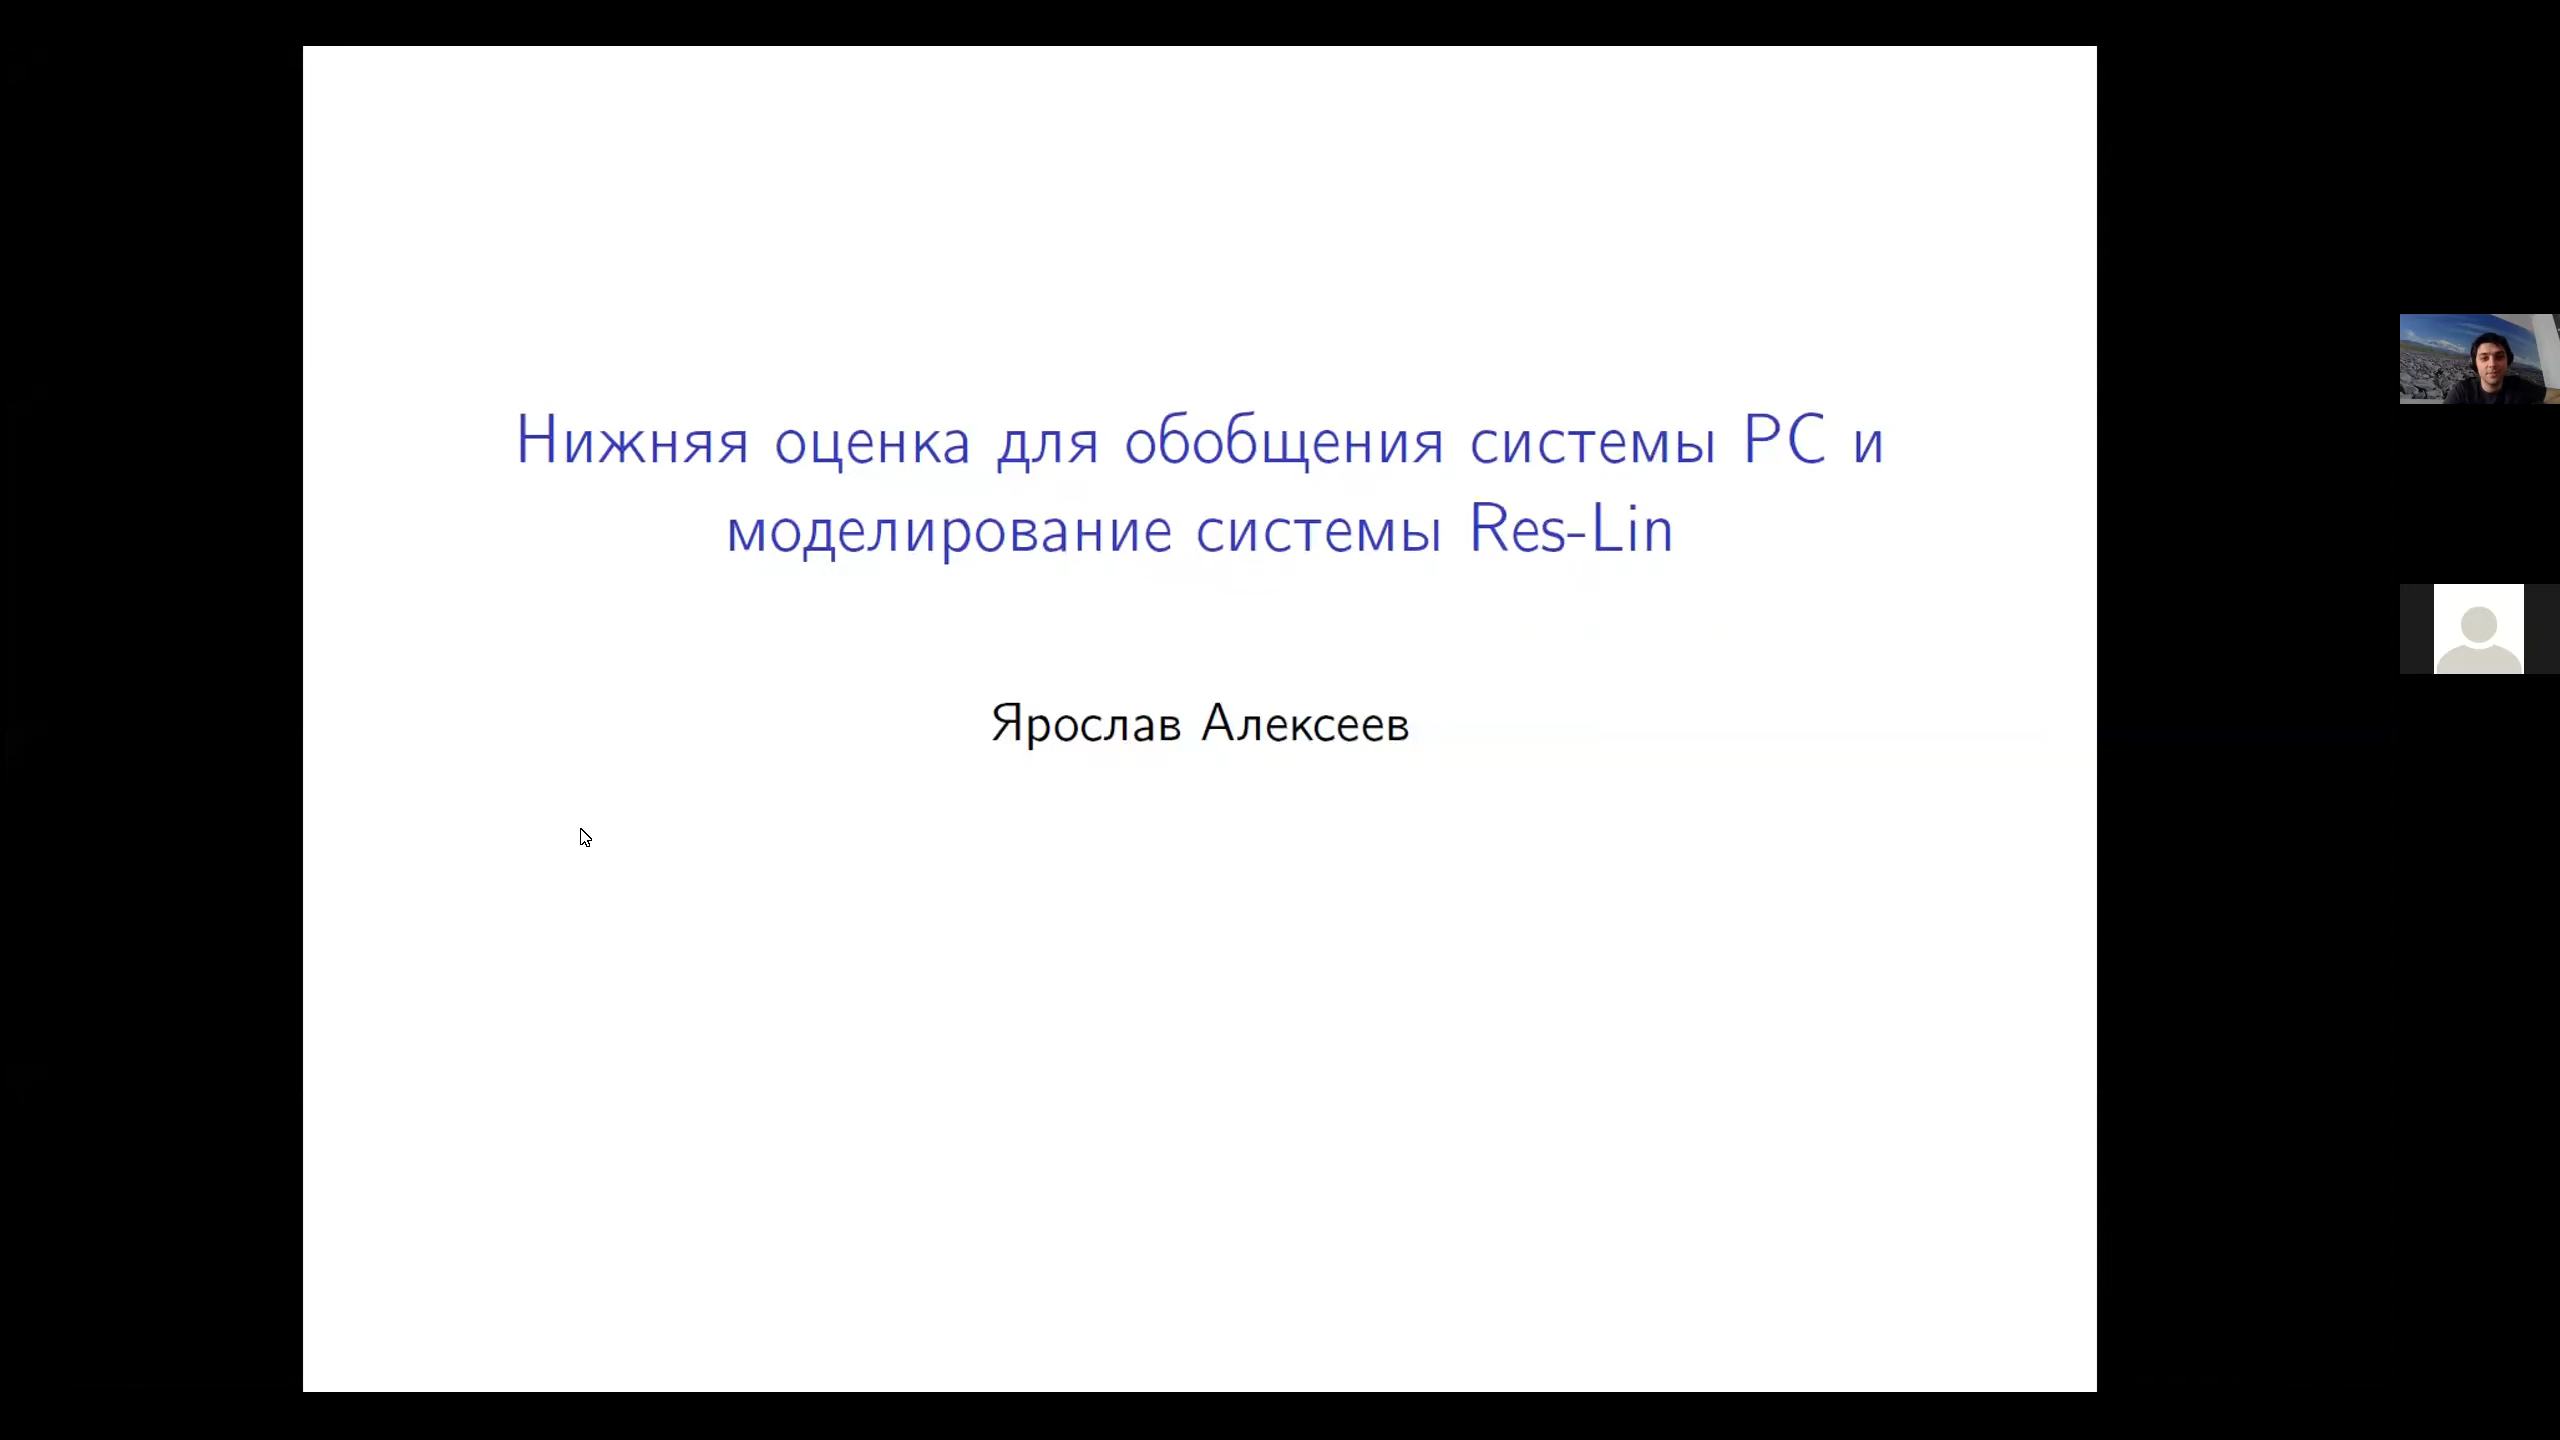 Нижняя оценка для обобщения системы PC и
моделирование системы Res-Lin
Ярослав Алексеев